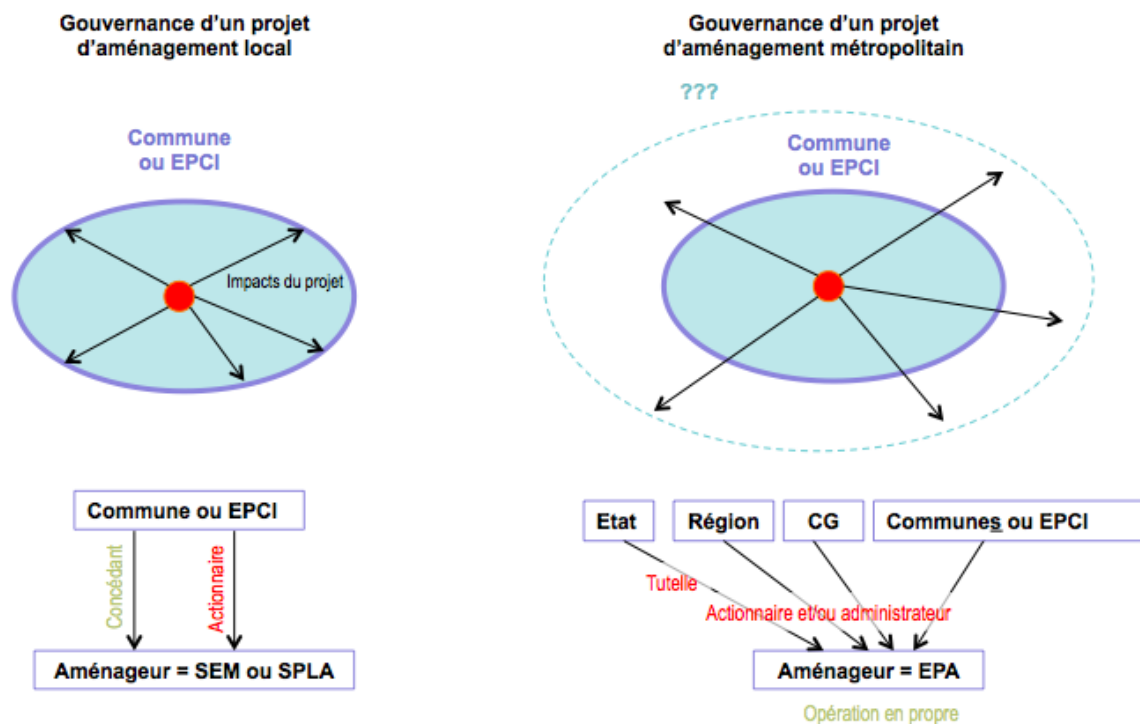 Gouvernance d'un projet
d'aménagement local
Commune
ou EPCI
Impacts du projet
Commune ou EPCI
Concédant
Actionnaire
Aménageur = SEM ou SPLA
Gouvernance d'un projet
d'aménagement métropolitain
???
Commune
ou EPCI
Etat
Région
CG
Communes ou EPCI
Tutelle
Actionnaire et/ou administrateur
Aménageur = EPA
Opération en propre